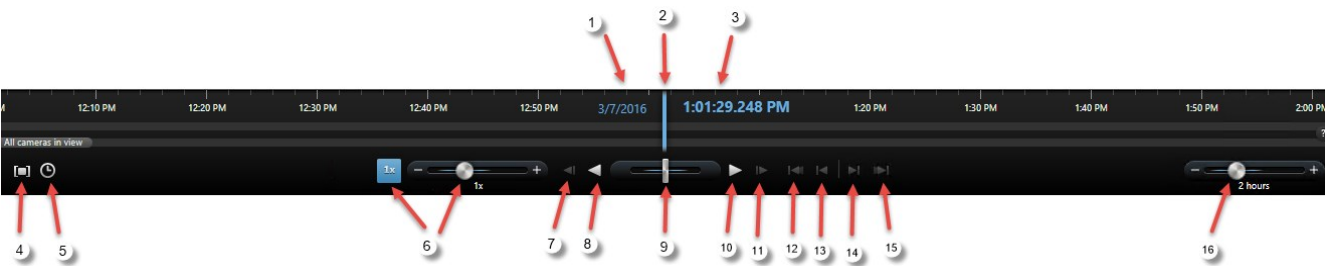 1 2 3
12:10 PM 12:20 PM 12:30 PM 12:40 PM 12:50 PM 3/7/2016 1:01:29.248 PM 1:20 PM 1:30 PM 1:40 PM 1:50 PM 2:00 PM
?
All cameras in view
1x − + − +
1x 2 hours
4 5 6 7 8 9 10 11 12 13 14 15 16